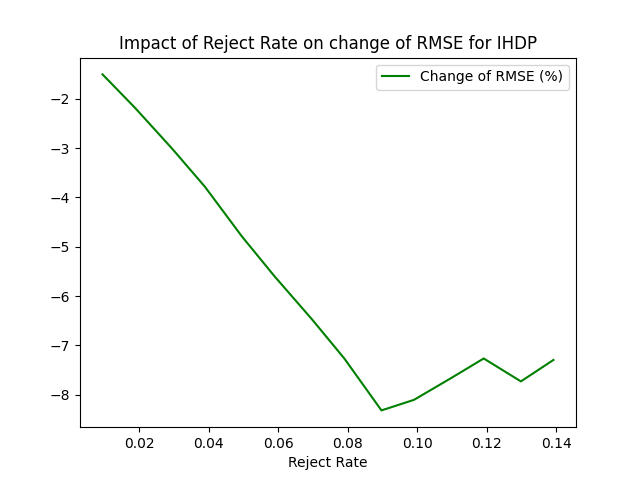 Impact of Reject Rate on change of RMSE for IHDP
Change of RMSE (%)
−2
−3
−4
−5
−6
−7
−8
0.02 0.04 0.06 0.08 0.10 0.12 0.14
Reject Rate